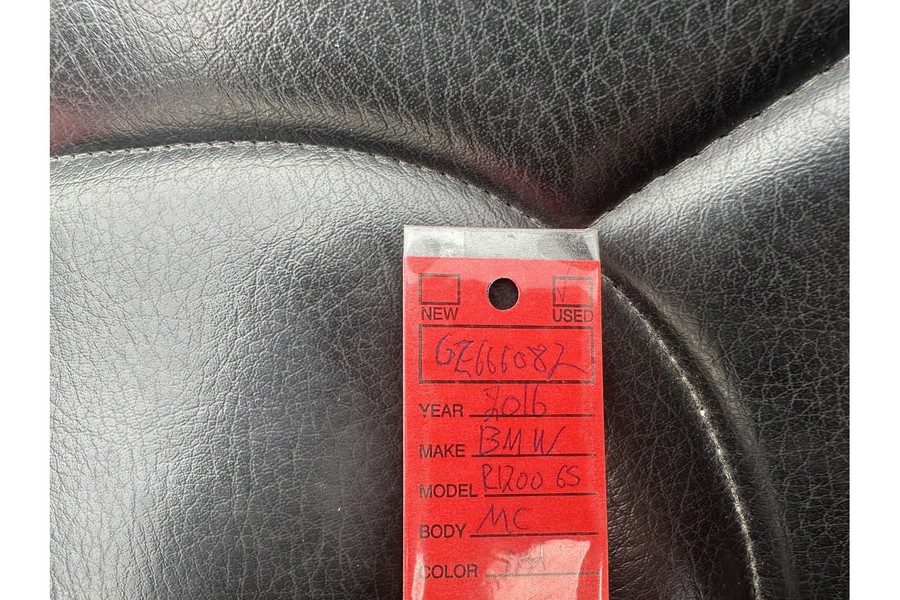 NEW USED
GZ666082
YEAR 2016
MAKE BMW
MODEL R1200 GS
BODY MC
COLOR